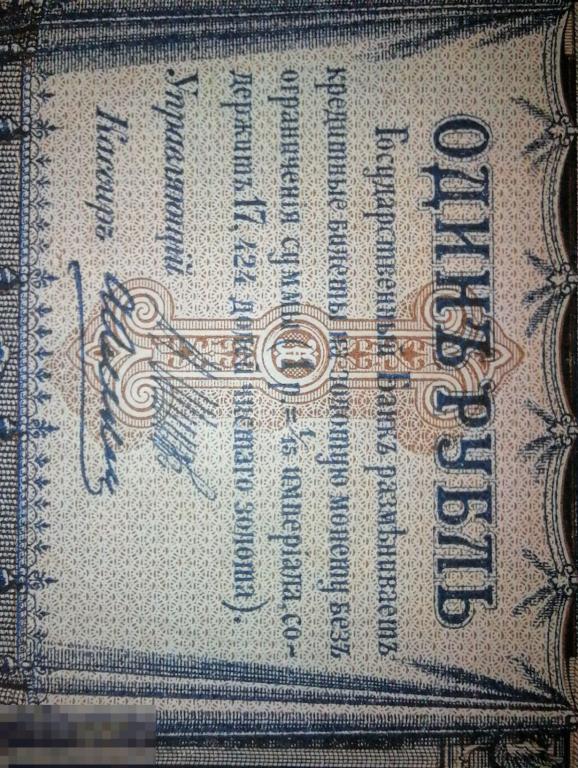 ОДИНЪ РУБЛЬ
Государственный Банкъ размѣниваетъ
кредитные билеты на золотую монету безъ
ограниченія суммы (1 р. = 1/15 имперіала, со-
держитъ 17,424 долей чистаго золота).
Управляющій
Кассиръ